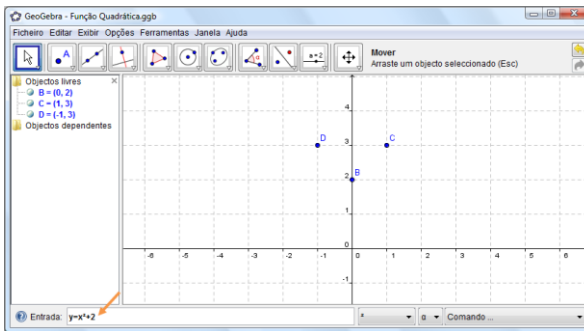 GeoGebra - Função Quadrática.ggb
Ficheiro Editar Exibir Opções Ferramentas Janela Ajuda
A
α
a=2
Mover
Arraste um objecto seleccionado (Esc)
Objectos livres
B = (0, 2)
C = (1, 3)
D = (-1, 3)
Objectos dependentes
4
D
3
C
2
B
1
0
-6 -5 -4 -3 -2 -1 0 1 2 3 4 5 6
-1
Entrada: y=x²+2
² α Comando ...